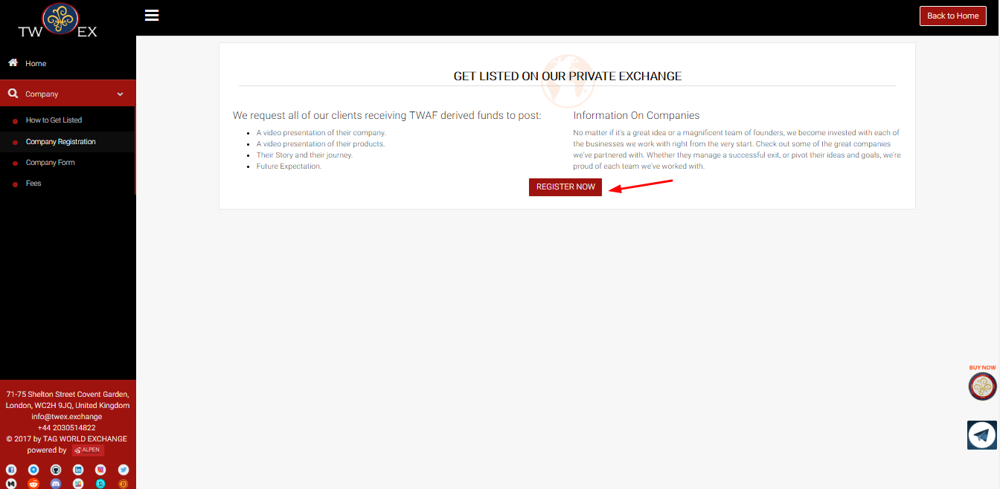 TW EX
Back to Home
Home
Company
How to Get Listed
Company Registration
Company Form
Fees
GET LISTED ON OUR PRIVATE EXCHANGE
We request all of our clients receiving TWAF derived funds to post:
A video presentation of their company.
A video presentation of their products.
Their Story and their journey.
Future Expectation.
Information On Companies
No matter if it's a great idea or a magnificent team of founders, we become invested with each of
the businesses we work with right from the very start. Check out some of the great companies
we've partnered with. Whether they manage a successful exit, or pivot their ideas and goals, we're
proud of each team we've worked with.
REGISTER NOW
BUY NOW
71-75 Shelton Street Covent Garden,
London, WC2H 9JQ, United Kingdom
info@twex.exchange
+44 2030514822
© 2017 by TAG WORLD EXCHANGE
powered by ALPEN